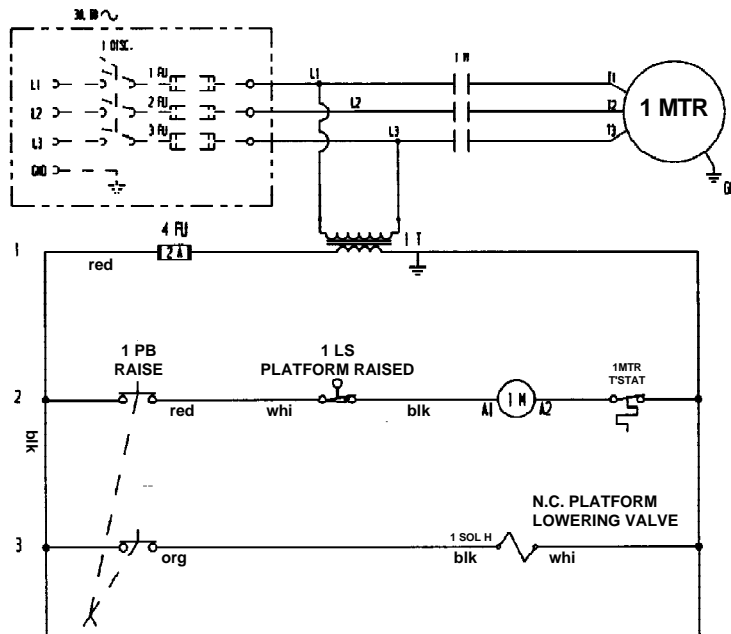 1 DISC.
L1
1 FU
L1
1 M
T1
L2
2 FU
L2
T2
1 MTR
L3
3 FU
L3
T3
GND
4 FU
1 T
1
2 A
red
1 PB
RAISE
1 LS
PLATFORM RAISED
1MTR
T'STAT
2
red
whi
blk
A1
1 M
A2
blk
N.C. PLATFORM
LOWERING VALVE
3
org
1 SOL H
blk
whi